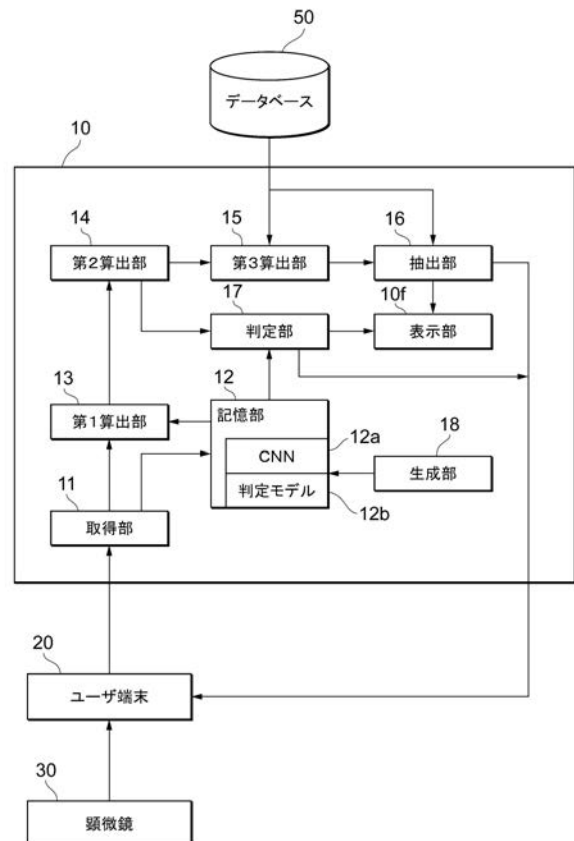 50
データベース
10
14
第2算出部
15
第3算出部
16
抽出部
17
判定部
10f
表示部
13
第1算出部
12
記憶部
12a
CNN
判定モデル
12b
18
生成部
11
取得部
20
ユーザ端末
30
顕微鏡